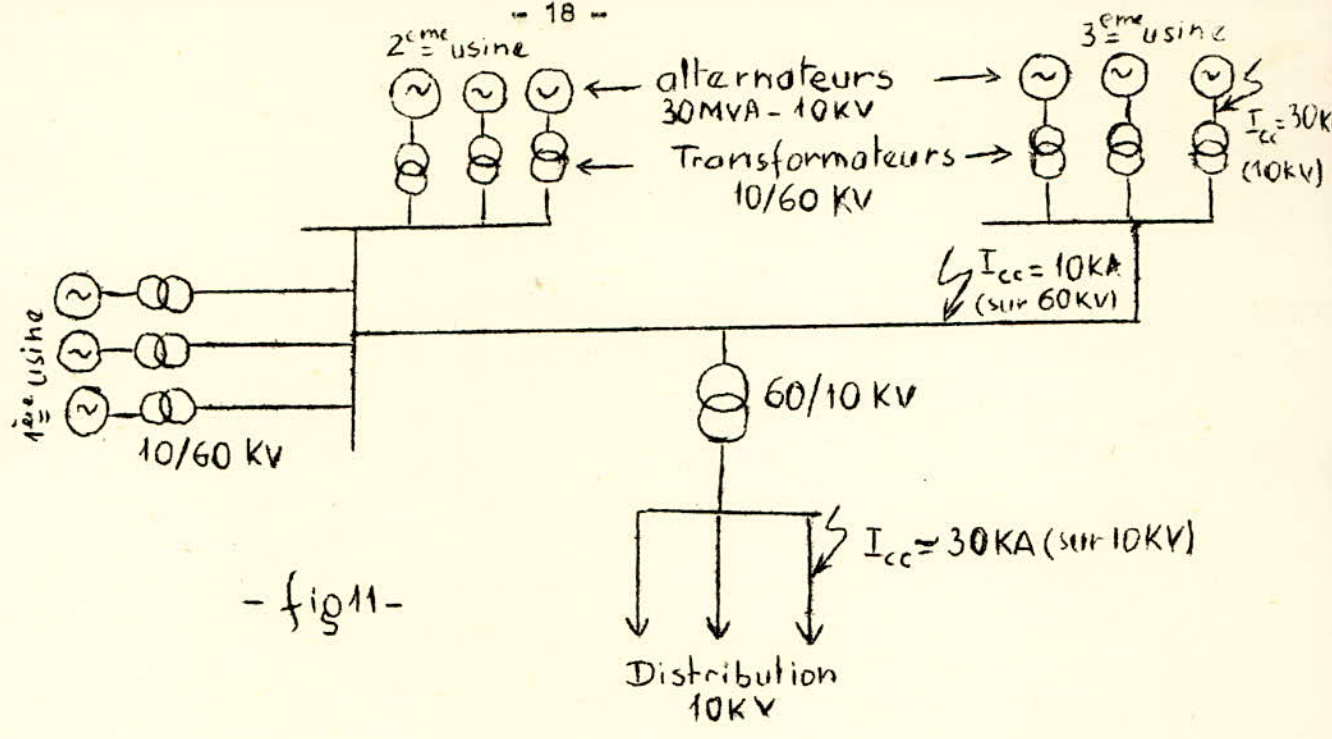 - 18 -
2ème usine
3ème usine
alternateurs
30MVA - 10KV
Transformateurs
10/60 KV
Icc = 30K
(10KV)
Icc = 10KA
(sur 60KV)
1ère usine
10/60 KV
60/10 KV
Icc = 30KA (sur 10KV)
- fig11-
Distribution
10KV